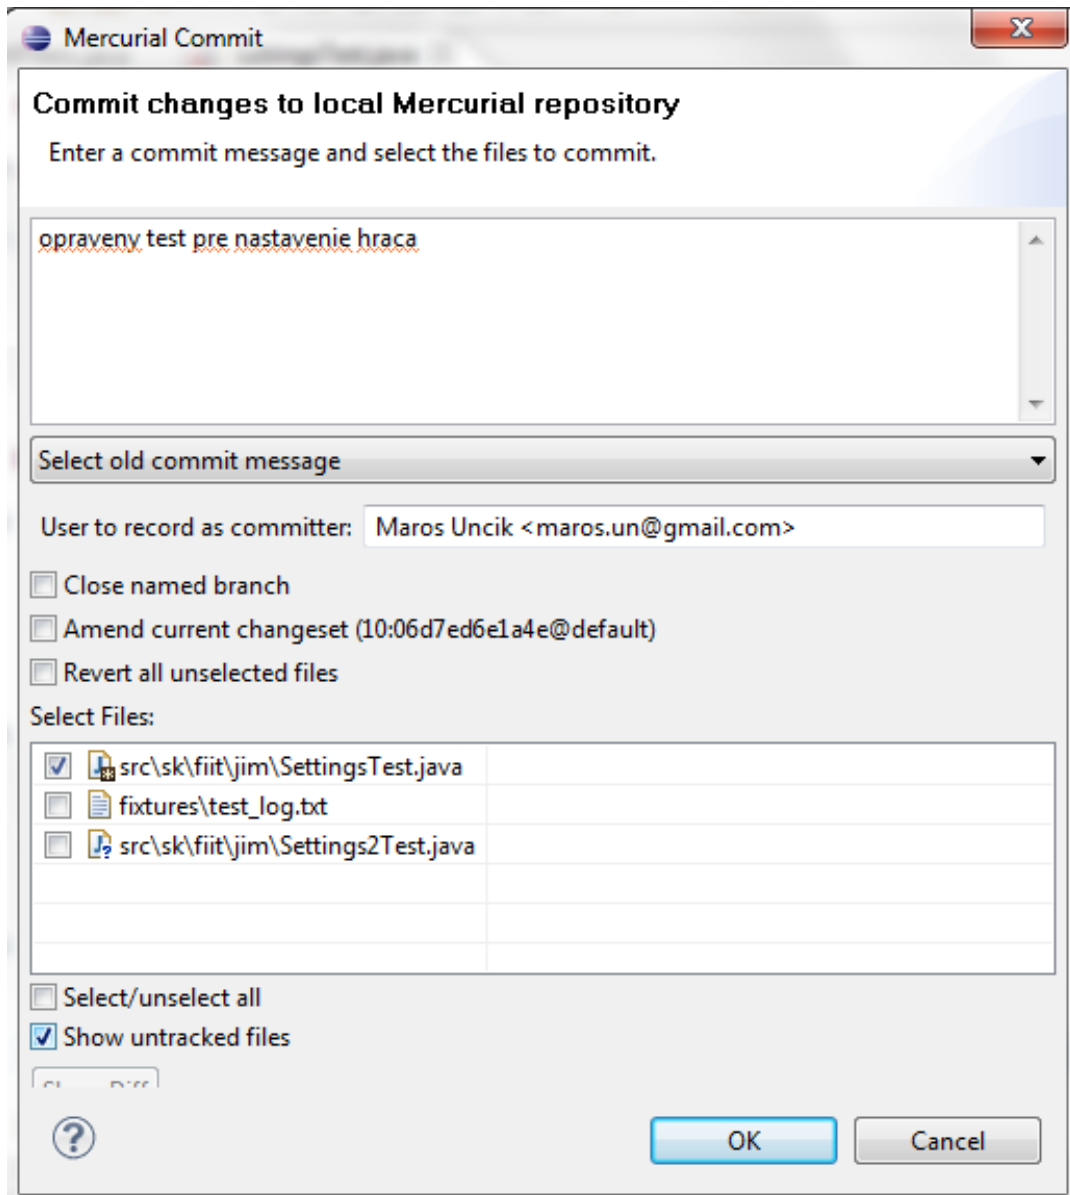 Mercurial Commit
Commit changes to local Mercurial repository
Enter a commit message and select the files to commit.
opraveny test pre nastavenie hraca
Select old commit message
User to record as committer: Maros Uncik <maros.un@gmail.com>
Close named branch
Amend current changeset (10:06d7ed6e1a4e@default)
Revert all unselected files
Select Files:
src\sk\fiit\jim\SettingsTest.java
fixtures\test_log.txt
src\sk\fiit\jim\Settings2Test.java
Select/unselect all
Show untracked files
OK Cancel